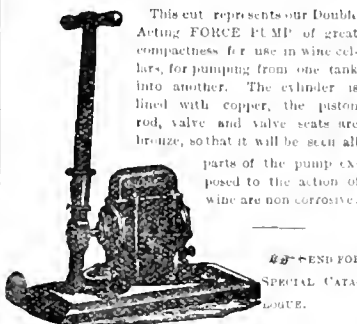 This cut represents our Double
Acting FORCE PUMP of great
compactness for use in wine cel-
lars, for pumping from one tank
into another. The cylinder is
lined with copper, the piston
rod, valve and valve seats are
bronze, so that it will be seen all
parts of the pump ex-
posed to the action of
wine are non corrosive.
SEND FOR
SPECIAL CATA-
LOGUE.